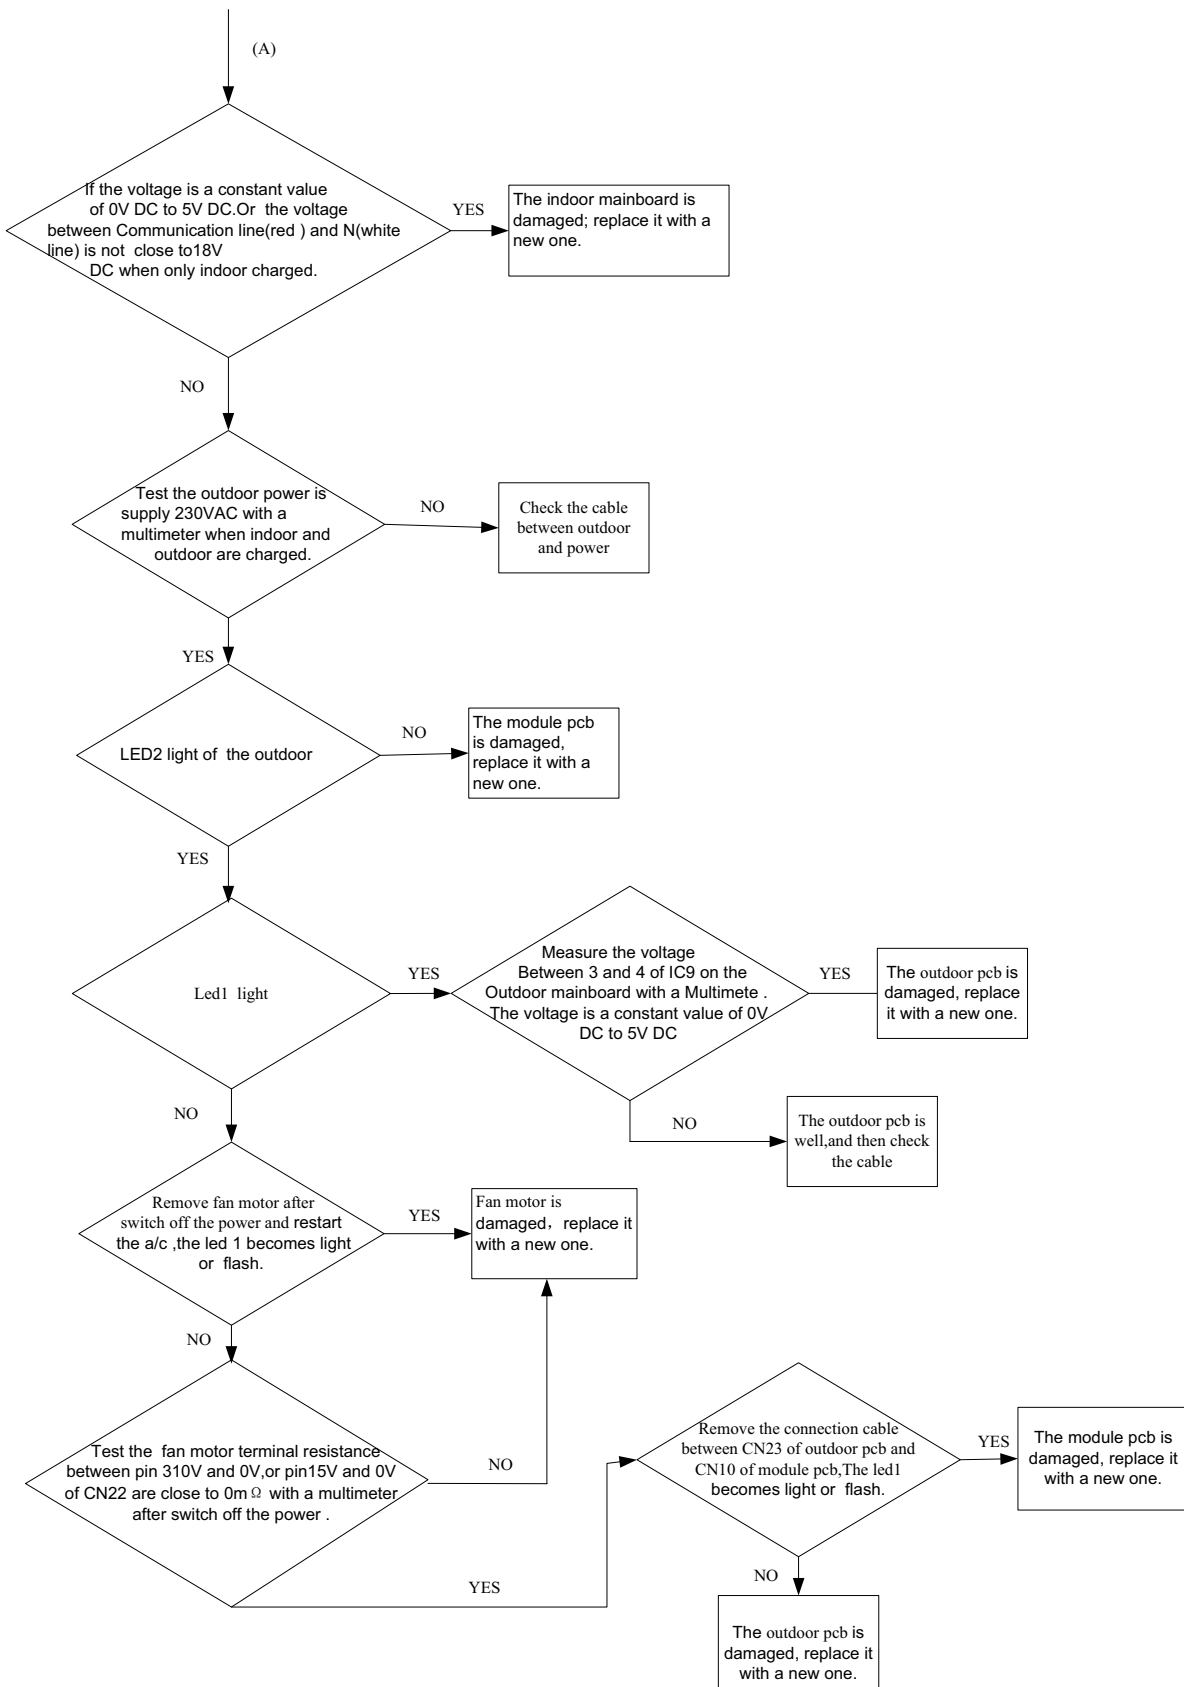 (A)
If the voltage is a constant value
of 0V DC to 5V DC.Or the voltage
between Communication line(red ) and N(white
line) is not close to18V
DC when only indoor charged.
YES
The indoor mainboard is
damaged; replace it with a
new one.
NO
Test the outdoor power is
supply 230VAC with a
multimeter when indoor and
outdoor are charged.
NO
Check the cable
between outdoor
and power
YES
LED2 light of the outdoor
NO
The module pcb
is damaged,
replace it with a
new one.
YES
Led1 light
YES
Measure the voltage
Between 3 and 4 of IC9 on the
Outdoor mainboard with a Multimete .
The voltage is a constant value of 0V
DC to 5V DC
YES
The outdoor pcb is
damaged, replace
it with a new one.
NO
The outdoor pcb is
well,and then check
the cable
NO
Remove fan motor after
switch off the power and restart
the a/c ,the led 1 becomes light
or flash.
YES
Fan motor is
damaged，replace it
with a new one.
NO
Test the fan motor terminal resistance
between pin 310V and 0V,or pin15V and 0V
of CN22 are close to 0mΩ with a multimeter
after switch off the power .
NO
YES
Remove the connection cable
between CN23 of outdoor pcb and
CN10 of module pcb,The led1
becomes light or flash.
YES
The module pcb is
damaged, replace it
with a new one.
NO
The outdoor pcb is
damaged, replace it
with a new one.